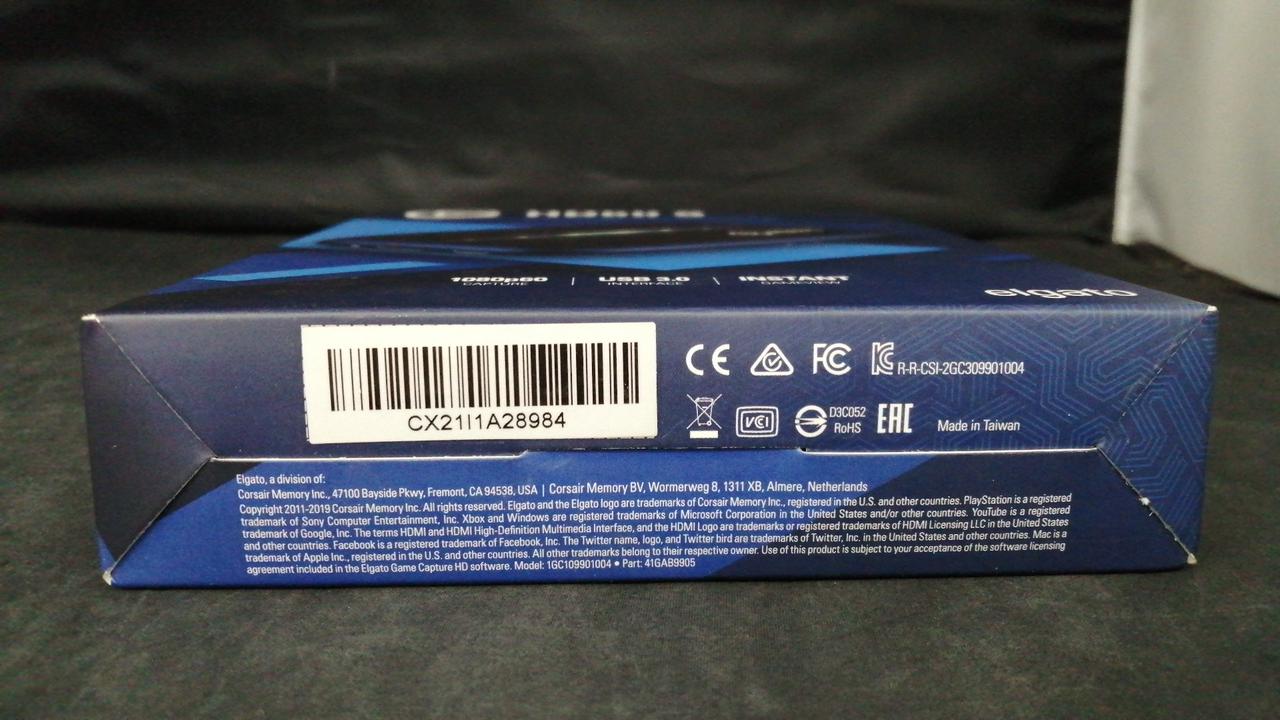 HD60 S
1080p60 | USB 3.0 | INSTANT
CAPTURE INTERFACE GAMEVIEW
elgato
CX21I1A28984
CE FC R-R-CSI-2GC309901004
VCI D3C052 RoHS EAC Made in Taiwan
Elgato, a division of:
Corsair Memory Inc., 47100 Bayside Pkwy, Fremont, CA 94538, USA | Corsair Memory BV, Wormerweg 8, 1311 XB, Almere, Netherlands
Copyright 2011-2019 Corsair Memory Inc. All rights reserved. Elgato and the Elgato logo are trademarks of Corsair Memory Inc., registered in the U.S. and other countries. PlayStation is a registered
trademark of Sony Computer Entertainment, Inc. Xbox and Windows are registered trademarks of Microsoft Corporation in the United States and/or other countries. YouTube is a registered
trademark of Google, Inc. The terms HDMI and HDMI High-Definition Multimedia Interface, and the HDMI Logo are trademarks or registered trademarks of HDMI Licensing LLC in the United States
and other countries. Facebook is a registered trademark of Facebook, Inc. The Twitter name, logo, and Twitter bird are trademarks of Twitter, Inc. in the United States and other countries. Mac is a
trademark of Apple Inc., registered in the U.S. and other countries. All other trademarks belong to their respective owner. Use of this product is subject to your acceptance of the software licensing
agreement included in the Elgato Game Capture HD software. Model: 1GC109901004 • Part: 41GAB9905